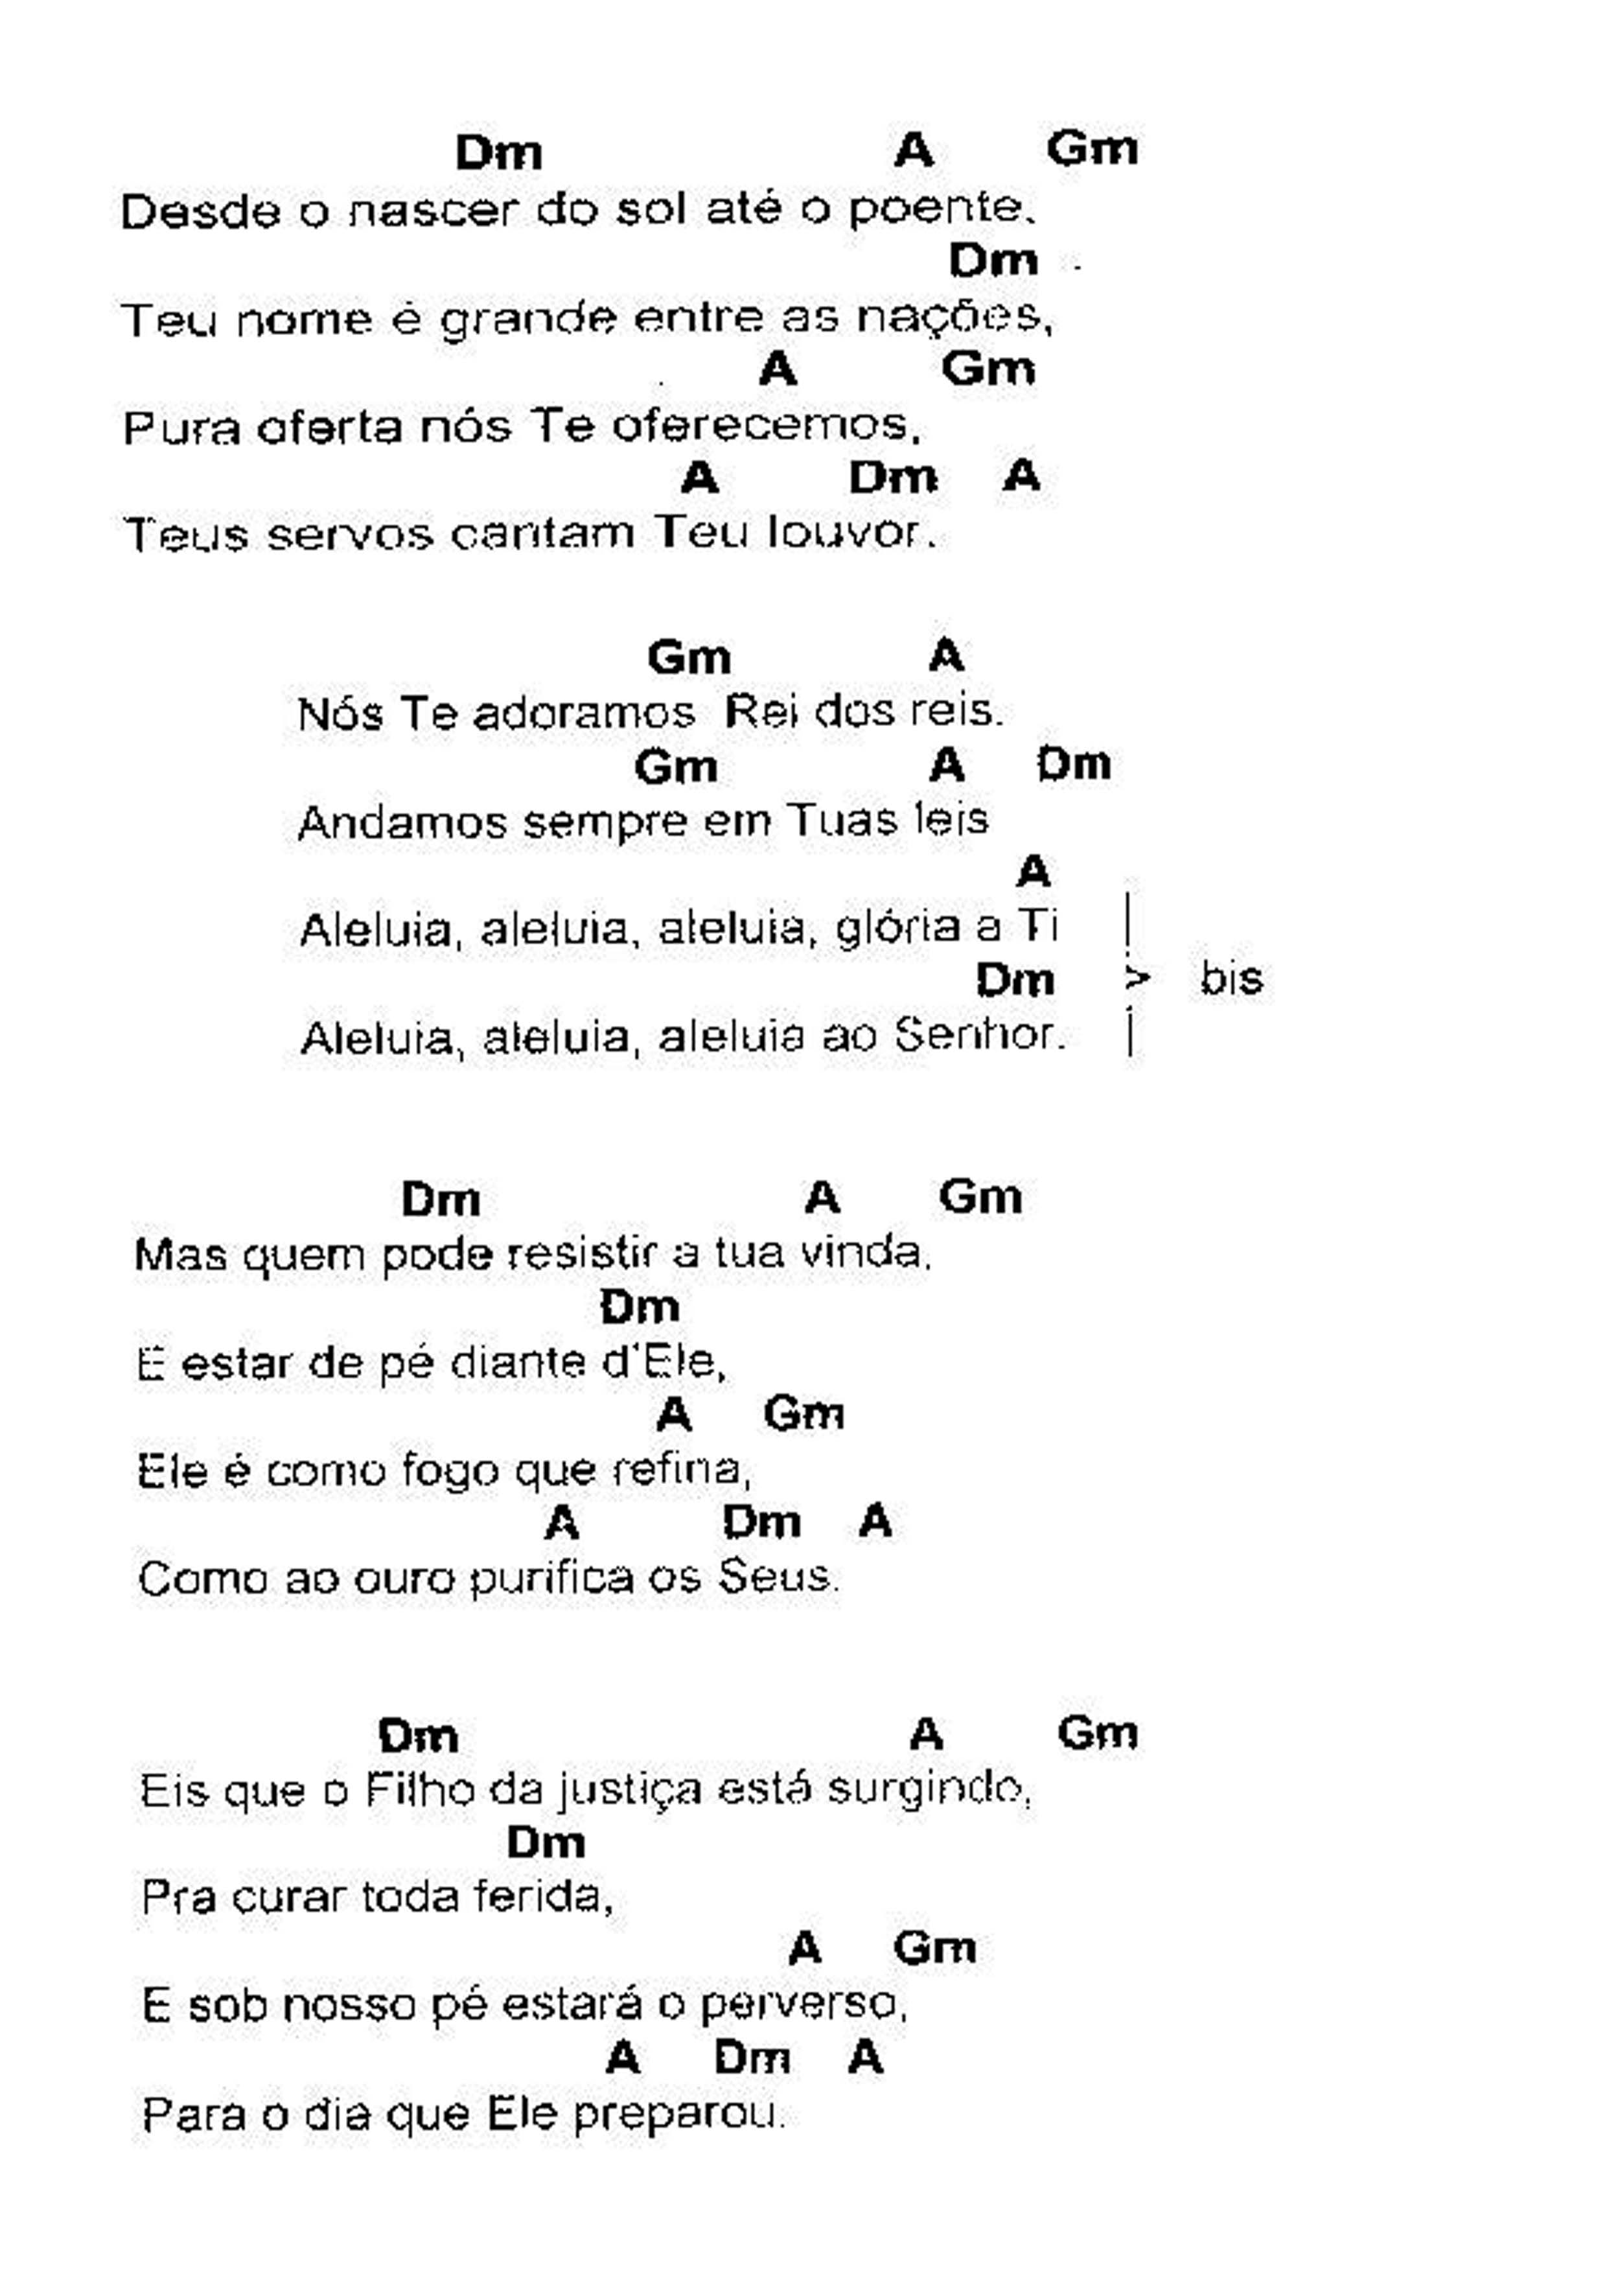 Dm A Gm
Desde o nascer do sol até o poente.
Dm
Teu nome é grande entre as nações,
A Gm
Pura oferta nós Te oferecemos,
A Dm A
Teus servos cantam Teu louvor.
Gm A
Nós Te adoramos Rei dos reis.
Gm A Dm
Andamos sempre em Tuas leis
A
Aleluia, aleluia, aleluia, glória a Ti
Dm > bis
Aleluia, aleluia, aleluia ao Senhor.
Dm A Gm
Mas quem pode resistir a tua vinda,
Dm
E estar de pé diante d'Ele,
A Gm
Ele é como fogo que refina,
A Dm A
Como ao ouro purifica os Seus.
Dm A Gm
Eis que o Filho da justiça está surgindo,
Dm
Pra curar toda ferida,
A Gm
E sob nosso pé estará o perverso,
A Dm A
Para o dia que Ele preparou.